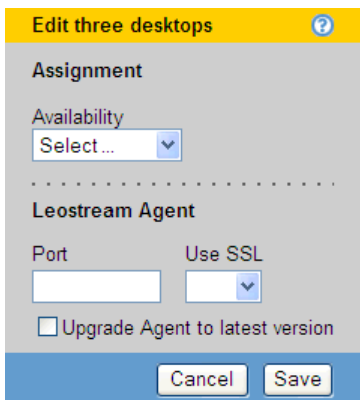 Edit three desktops ?
Assignment
Availability
Select ...
Leostream Agent
Port Use SSL
Upgrade Agent to latest version
Cancel Save